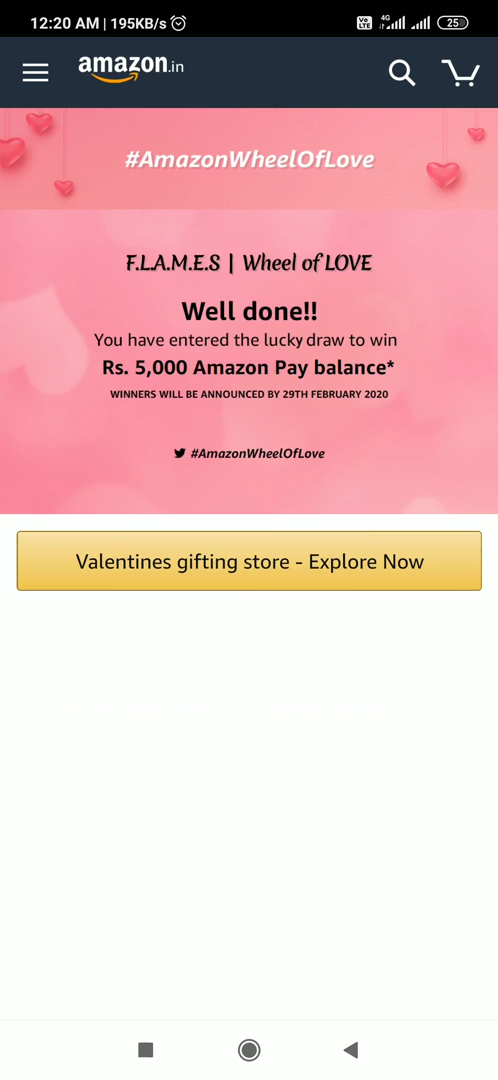 12:20 AM | 195KB/s
Vo LTE 4G 25
amazon.in
#AmazonWheelOfLove
F.L.A.M.E.S | Wheel of LOVE
Well done!!
You have entered the lucky draw to win
Rs. 5,000 Amazon Pay balance*
WINNERS WILL BE ANNOUNCED BY 29TH FEBRUARY 2020
#AmazonWheelOfLove
Valentines gifting store - Explore Now